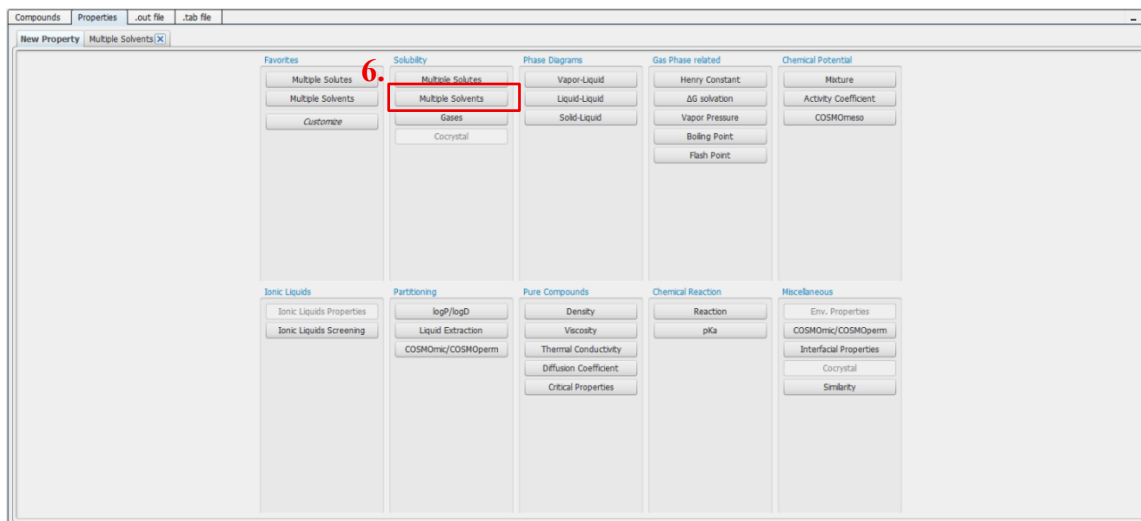 Compounds
Properties
.out file
.tab file
New Property
Multiple Solvents
Favorites
Multiple Solutes
Multiple Solvents
Customize
6.
Solubility
Multiple Solutes
Multiple Solvents
Gases
Cocrystal
Phase Diagrams
Vapor-Liquid
Liquid-Liquid
Solid-Liquid
Gas Phase related
Henry Constant
ΔG solvation
Vapor Pressure
Boiling Point
Flash Point
Chemical Potential
Mixture
Activity Coefficient
COSMOmeso
Ionic Liquids
Ionic Liquids Properties
Ionic Liquids Screening
Partitioning
logP/logD
Liquid Extraction
COSMOmic/COSMOperm
Pure Compounds
Density
Viscosity
Thermal Conductivity
Diffusion Coefficient
Critical Properties
Chemical Reaction
Reaction
pKa
Miscellaneous
Env. Properties
COSMOmic/COSMOperm
Interfacial Properties
Cocrystal
Similarity